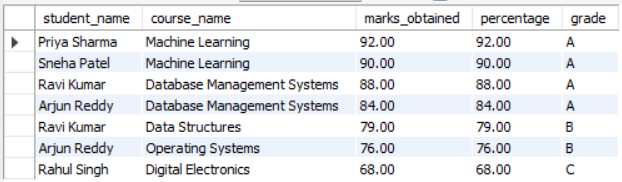 student_name course_name marks_obtained percentage grade
Priya Sharma Machine Learning 92.00 92.00 A
Sneha Patel Machine Learning 90.00 90.00 A
Ravi Kumar Database Management Systems 88.00 88.00 A
Arjun Reddy Database Management Systems 84.00 84.00 A
Ravi Kumar Data Structures 79.00 79.00 B
Arjun Reddy Operating Systems 76.00 76.00 B
Rahul Singh Digital Electronics 68.00 68.00 C